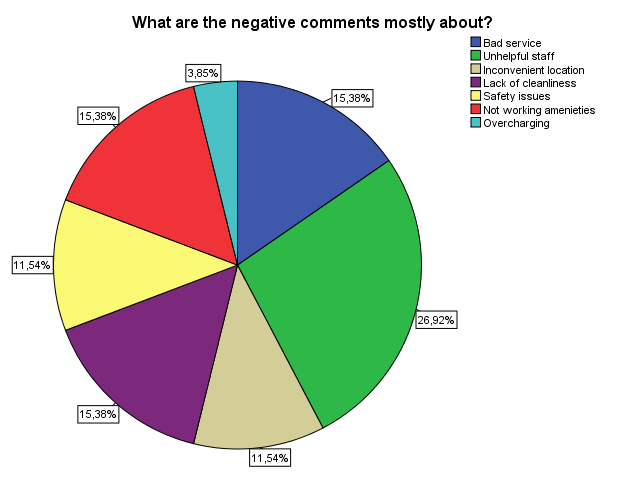 What are the negative comments mostly about?
Bad service
Unhelpful staff
Inconvenient location
Lack of cleanliness
Safety issues
Not working amenieties
Overcharging
3,85%
15,38%
15,38%
11,54%
26,92%
15,38%
11,54%